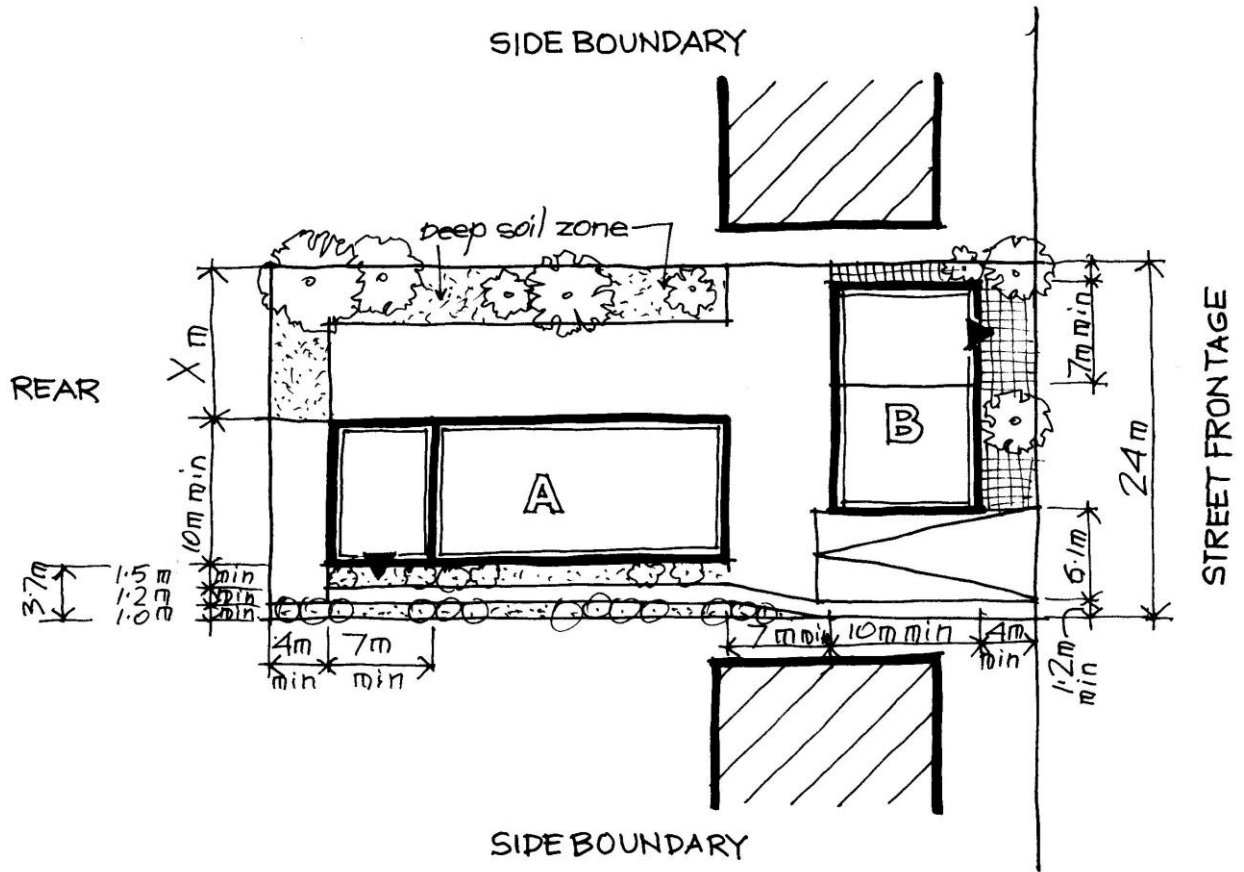 SIDE BOUNDARY
Deep soil zone
REAR
X m
10m min
3.7m
1.5m min
1.2m min
1.0m min
4m min
7m min
A
B
7m min
10m min
4m min
1.2m min
7m min
24m
6.1m
STREET FRONTAGE
SIDE BOUNDARY